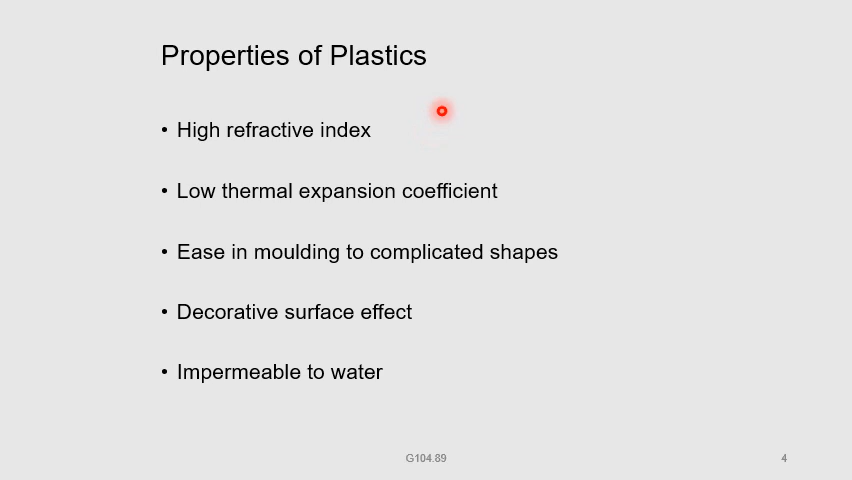 Properties of Plastics
• High refractive index
• Low thermal expansion coefficient
• Ease in moulding to complicated shapes
• Decorative surface effect
• Impermeable to water
G104.89
4